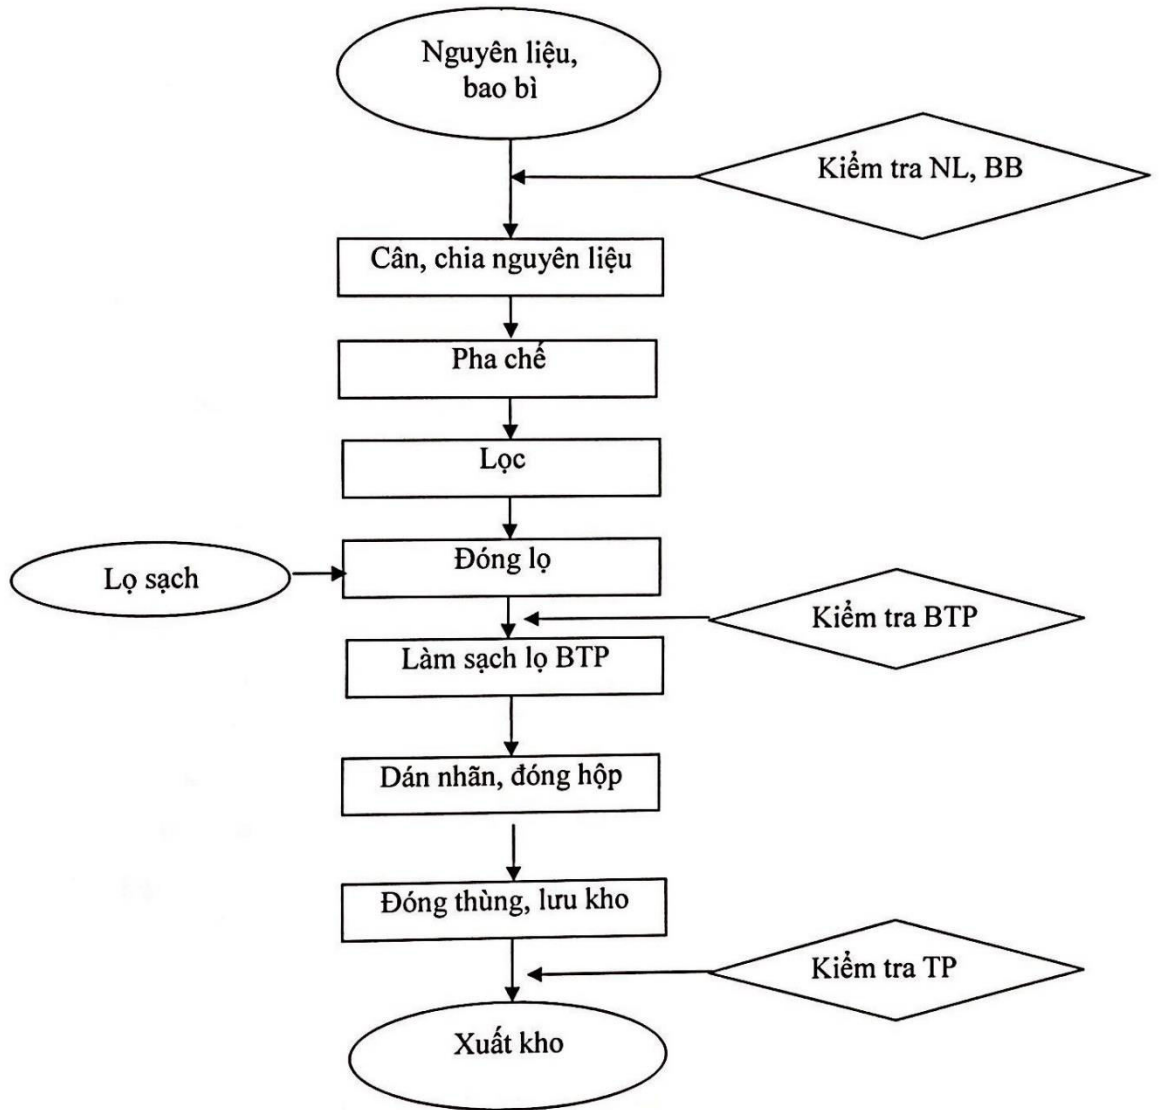 Nguyên liệu,
bao bì
Kiểm tra NL, BB
Cân, chia nguyên liệu
Pha chế
Lọc
Lọ sạch
Đóng lọ
Kiểm tra BTP
Làm sạch lọ BTP
Dán nhãn, đóng hộp
Đóng thùng, lưu kho
Kiểm tra TP
Xuất kho